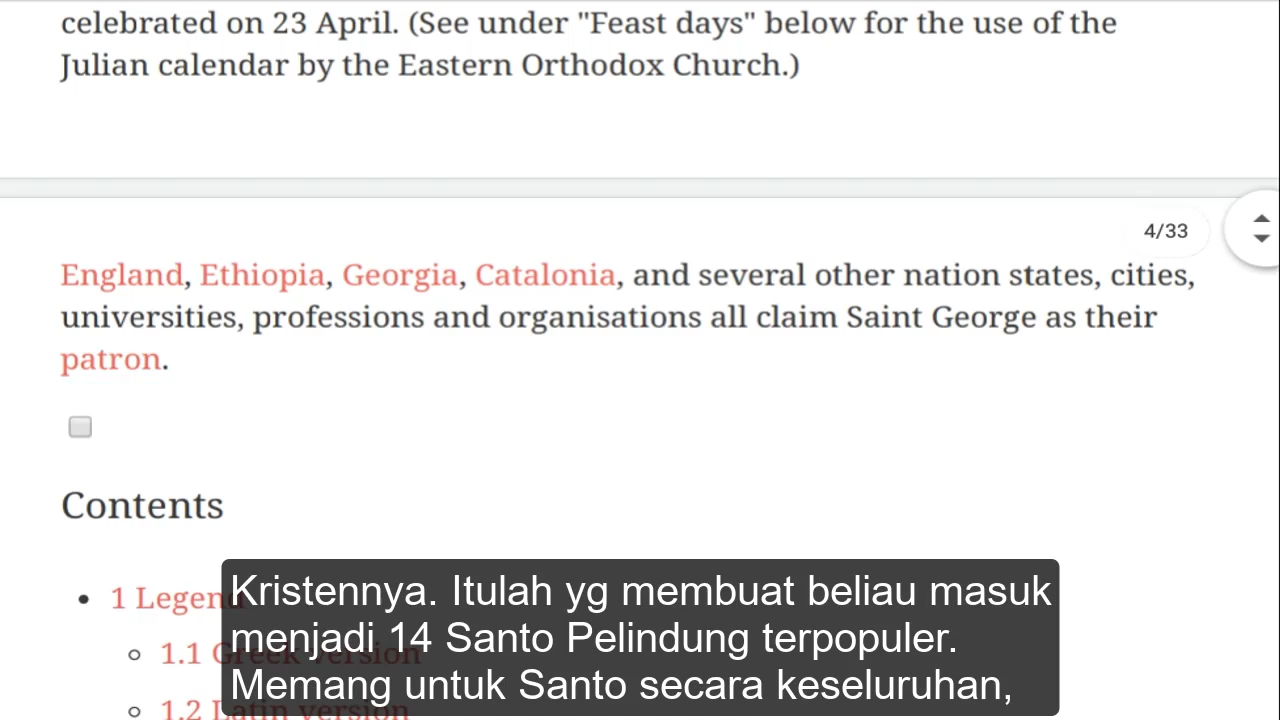 celebrated on 23 April. (See under "Feast days" below for the use of the
Julian calendar by the Eastern Orthodox Church.)
4/33
England, Ethiopia, Georgia, Catalonia, and several other nation states, cities,
universities, professions and organisations all claim Saint George as their
patron.
Contents
1 Legend
Kristennya. Itulah yg membuat beliau masuk
menjadi 14 Santo Pelindung terpopuler.
Memang untuk Santo secara keseluruhan,
1.1 Greek version
1.2 Latin version